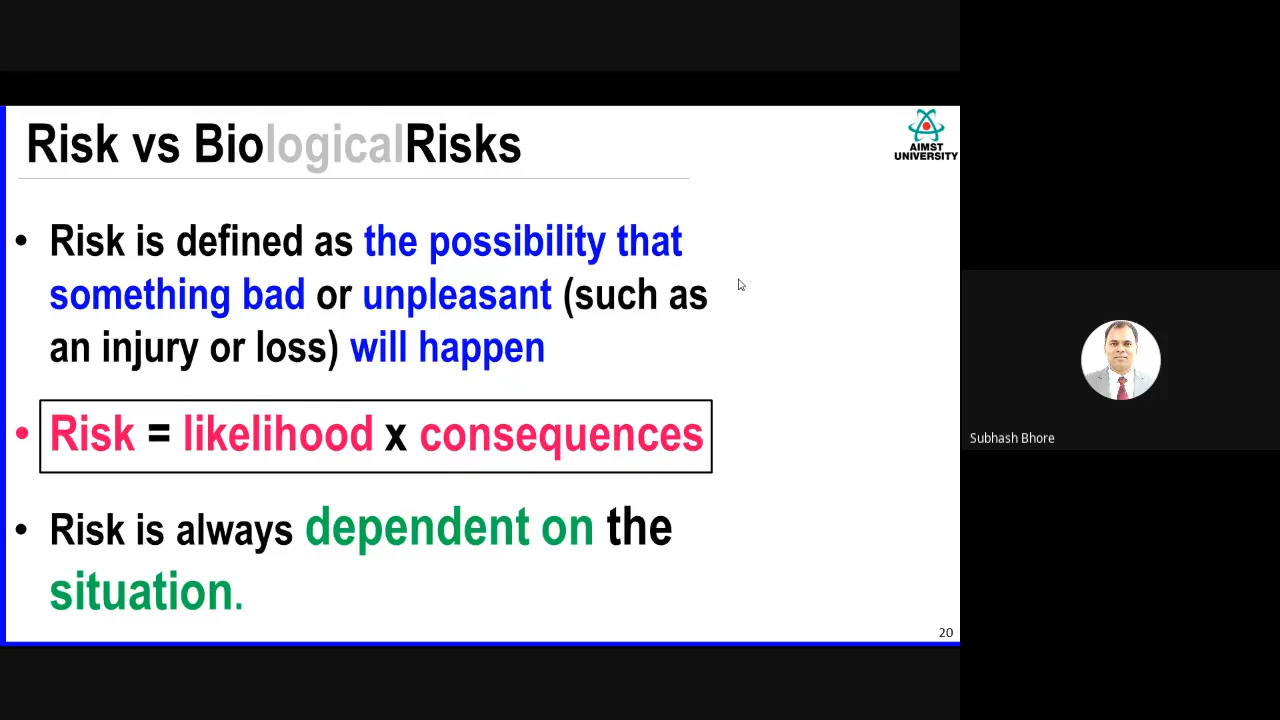 Risk vs BiologicalRisks
AIMST
UNIVERSITY
• Risk is defined as the possibility that
something bad or unpleasant (such as
an injury or loss) will happen
• Risk = likelihood x consequences
• Risk is always dependent on the
situation.
20
Subhash Bhore